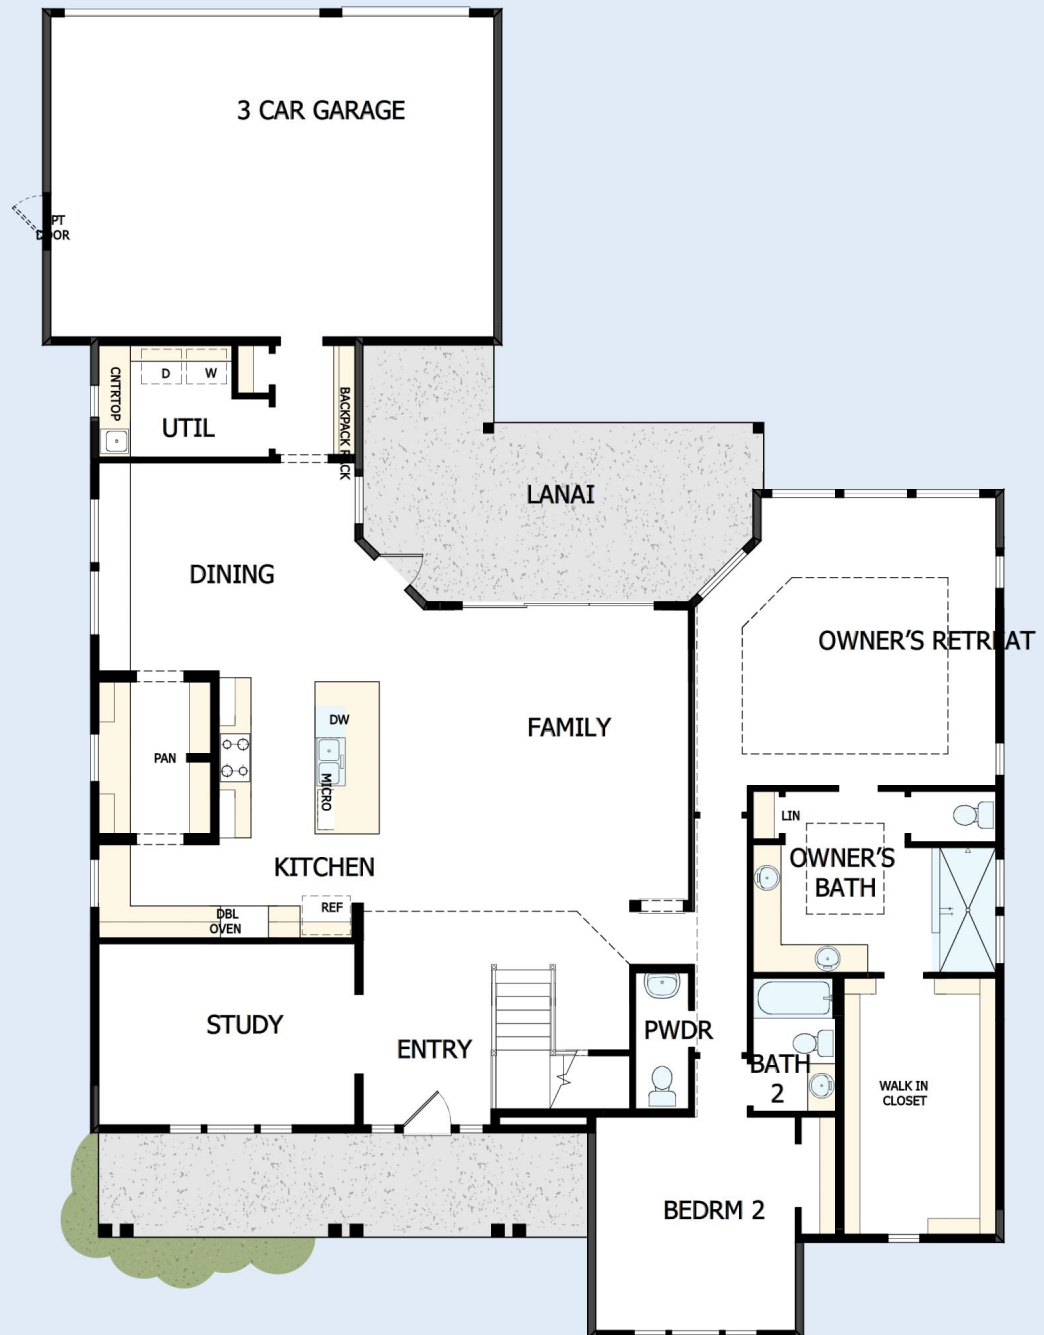 3 CAR GARAGE
PT
DOOR
CNTRTOP
D
W
BACKPACK RACK
UTIL
LANAI
DINING
OWNER'S RETREAT
DW
FAMILY
PAN
MICRO
LIN
KITCHEN
OWNER'S
BATH
DBL
OVEN
REF
STUDY
ENTRY
PWDR
BATH
2
WALK IN
CLOSET
BEDRM 2